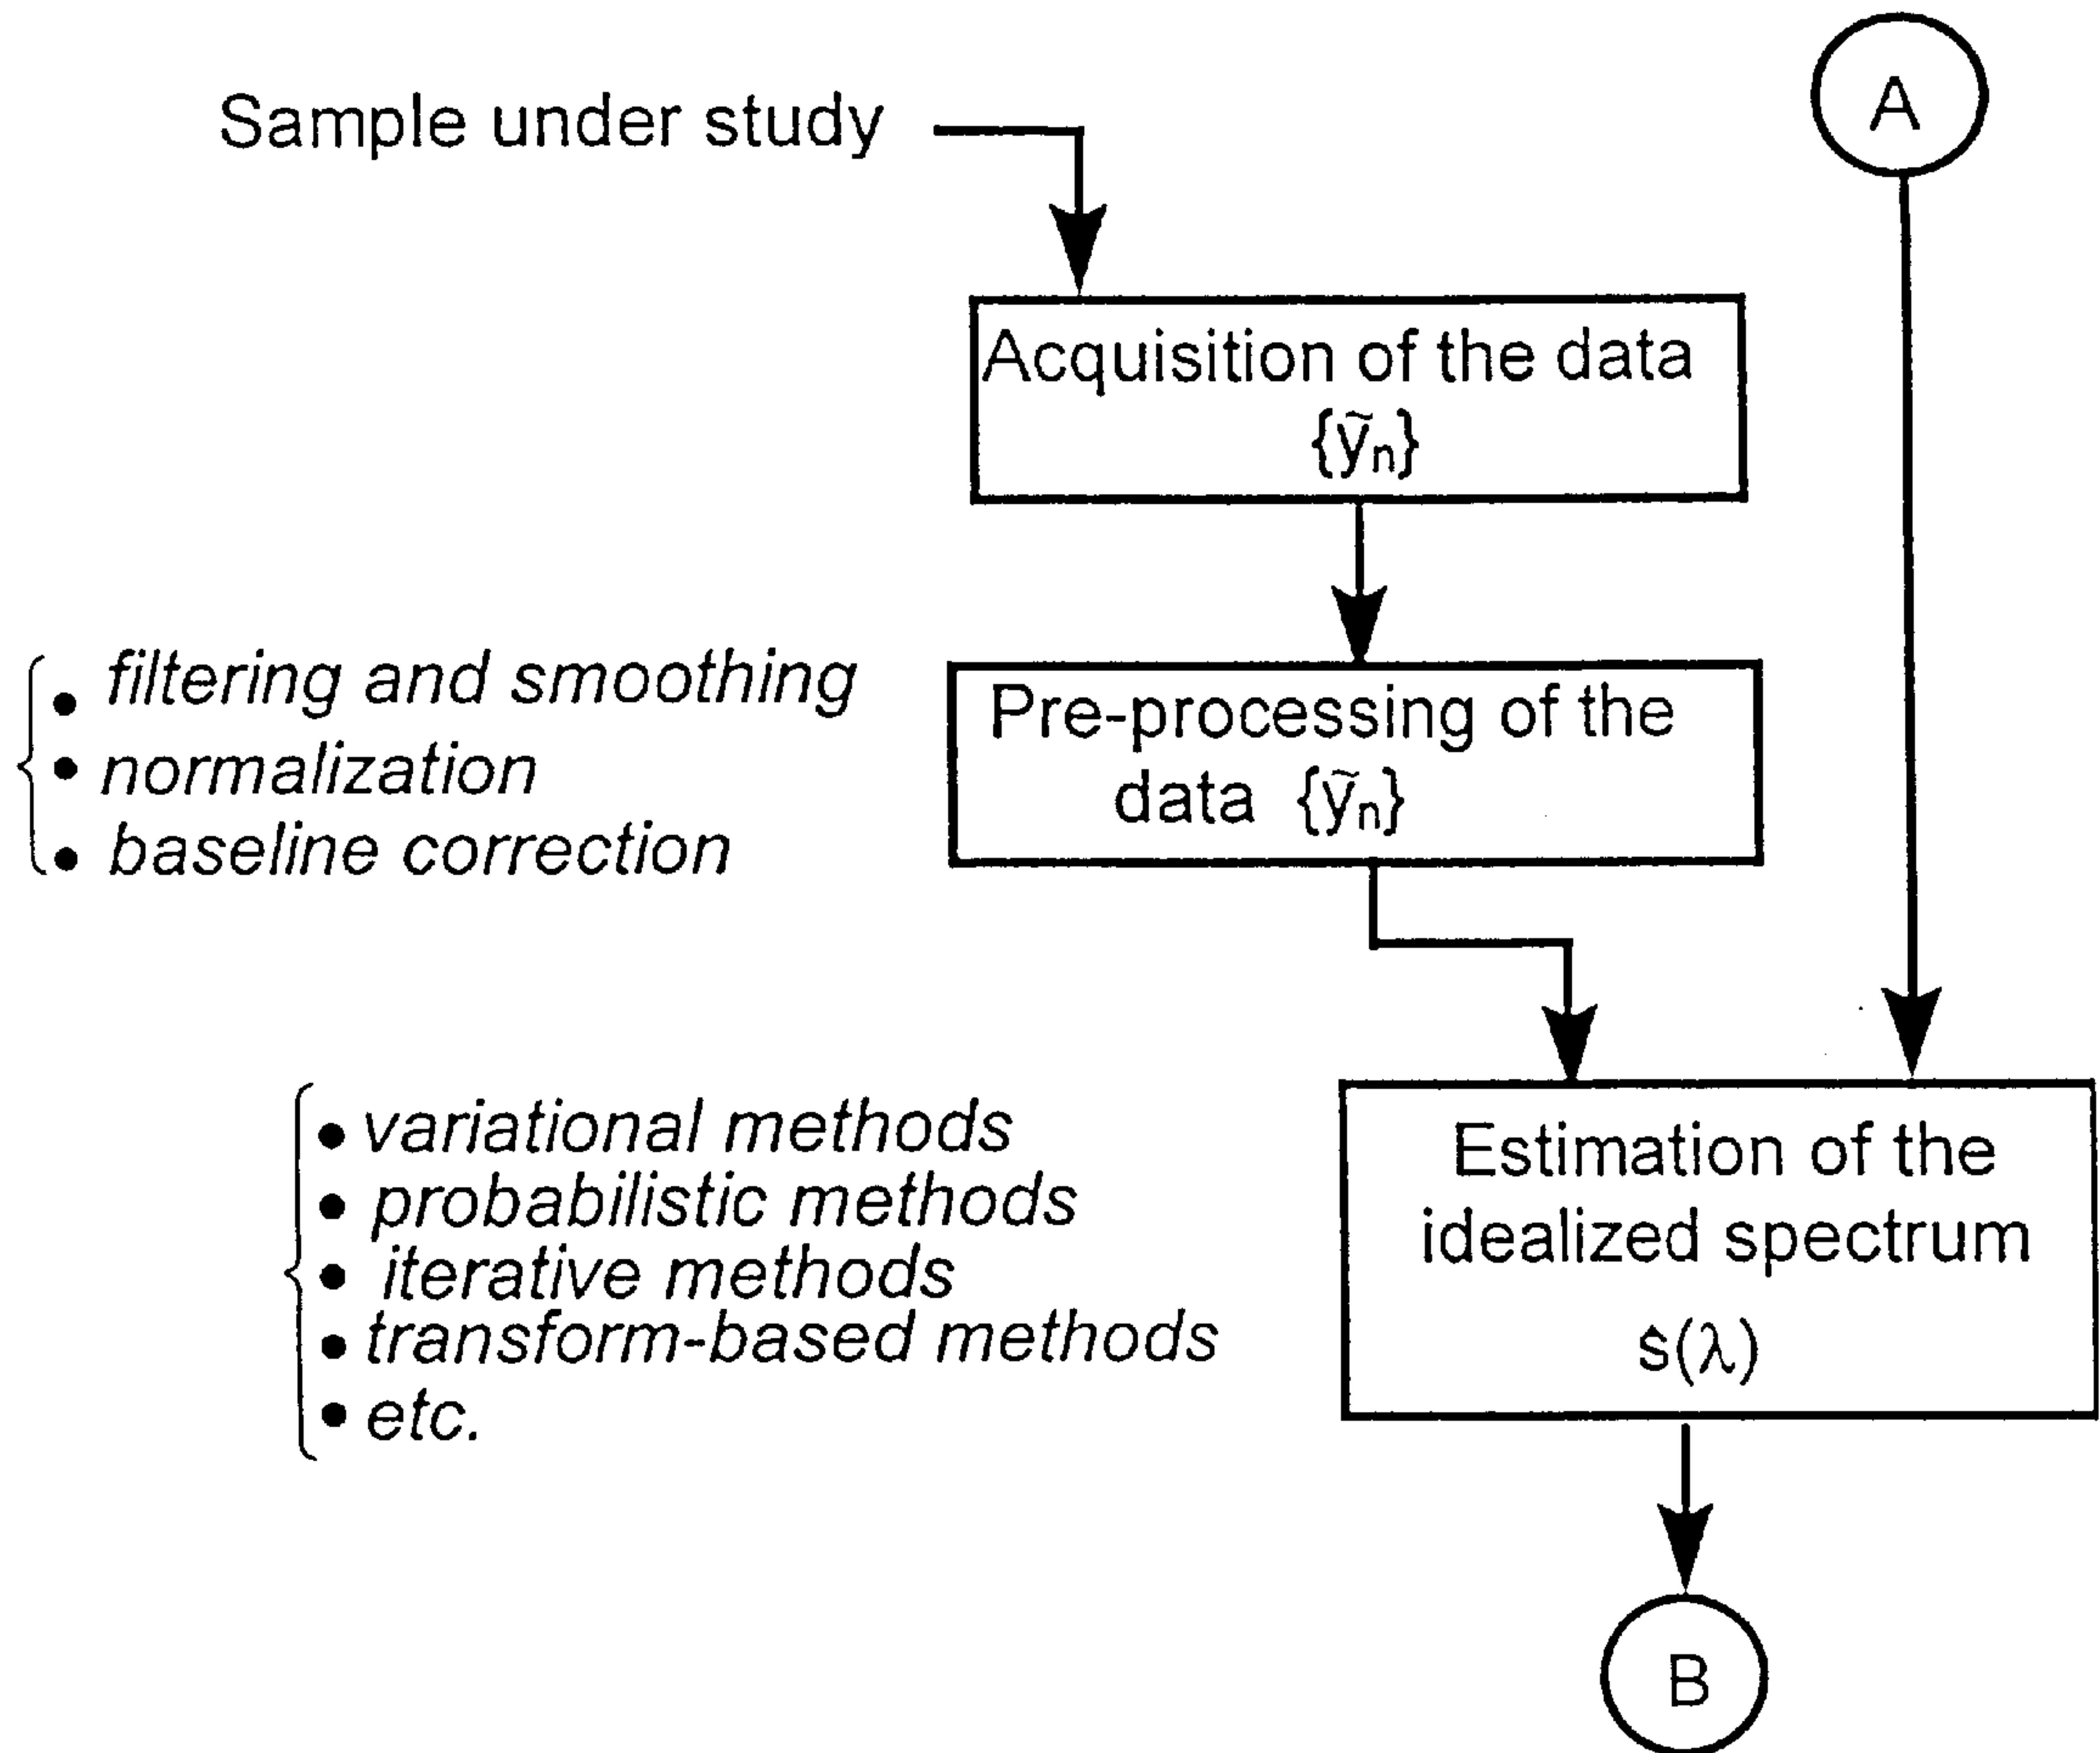 A
Sample under study
Acquisition of the data
{ỹₙ}
• filtering and smoothing
• normalization
• baseline correction
Pre-processing of the
data {ỹₙ}
• variational methods
• probabilistic methods
• iterative methods
• transform-based methods
• etc.
Estimation of the
idealized spectrum
ŝ(λ)
B